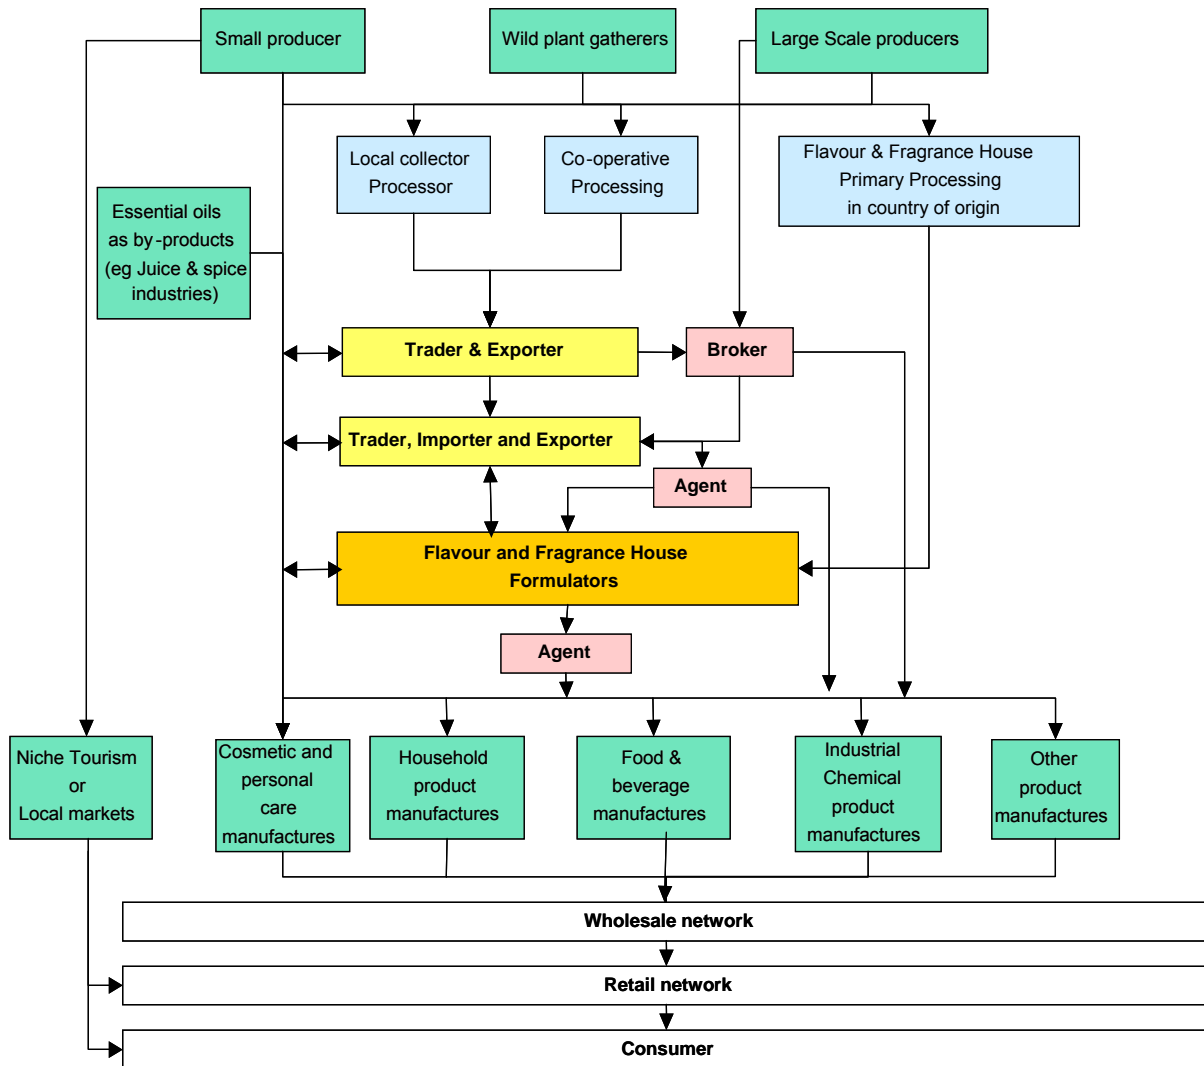 Small producer
Wild plant gatherers
Large Scale producers
Local collector
Processor
Co-operative
Processing
Flavour & Fragrance House
Primary Processing
in country of origin
Essential oils
as by-products
(eg Juice & spice
industries)
Trader & Exporter
Broker
Trader, Importer and Exporter
Agent
Flavour and Fragrance House
Formulators
Agent
Niche Tourism
or
Local markets
Cosmetic and
personal
care
manufactures
Household
product
manufactures
Food &
beverage
manufactures
Industrial
Chemical
product
manufactures
Other
product
manufactures
Wholesale network
Retail network
Consumer